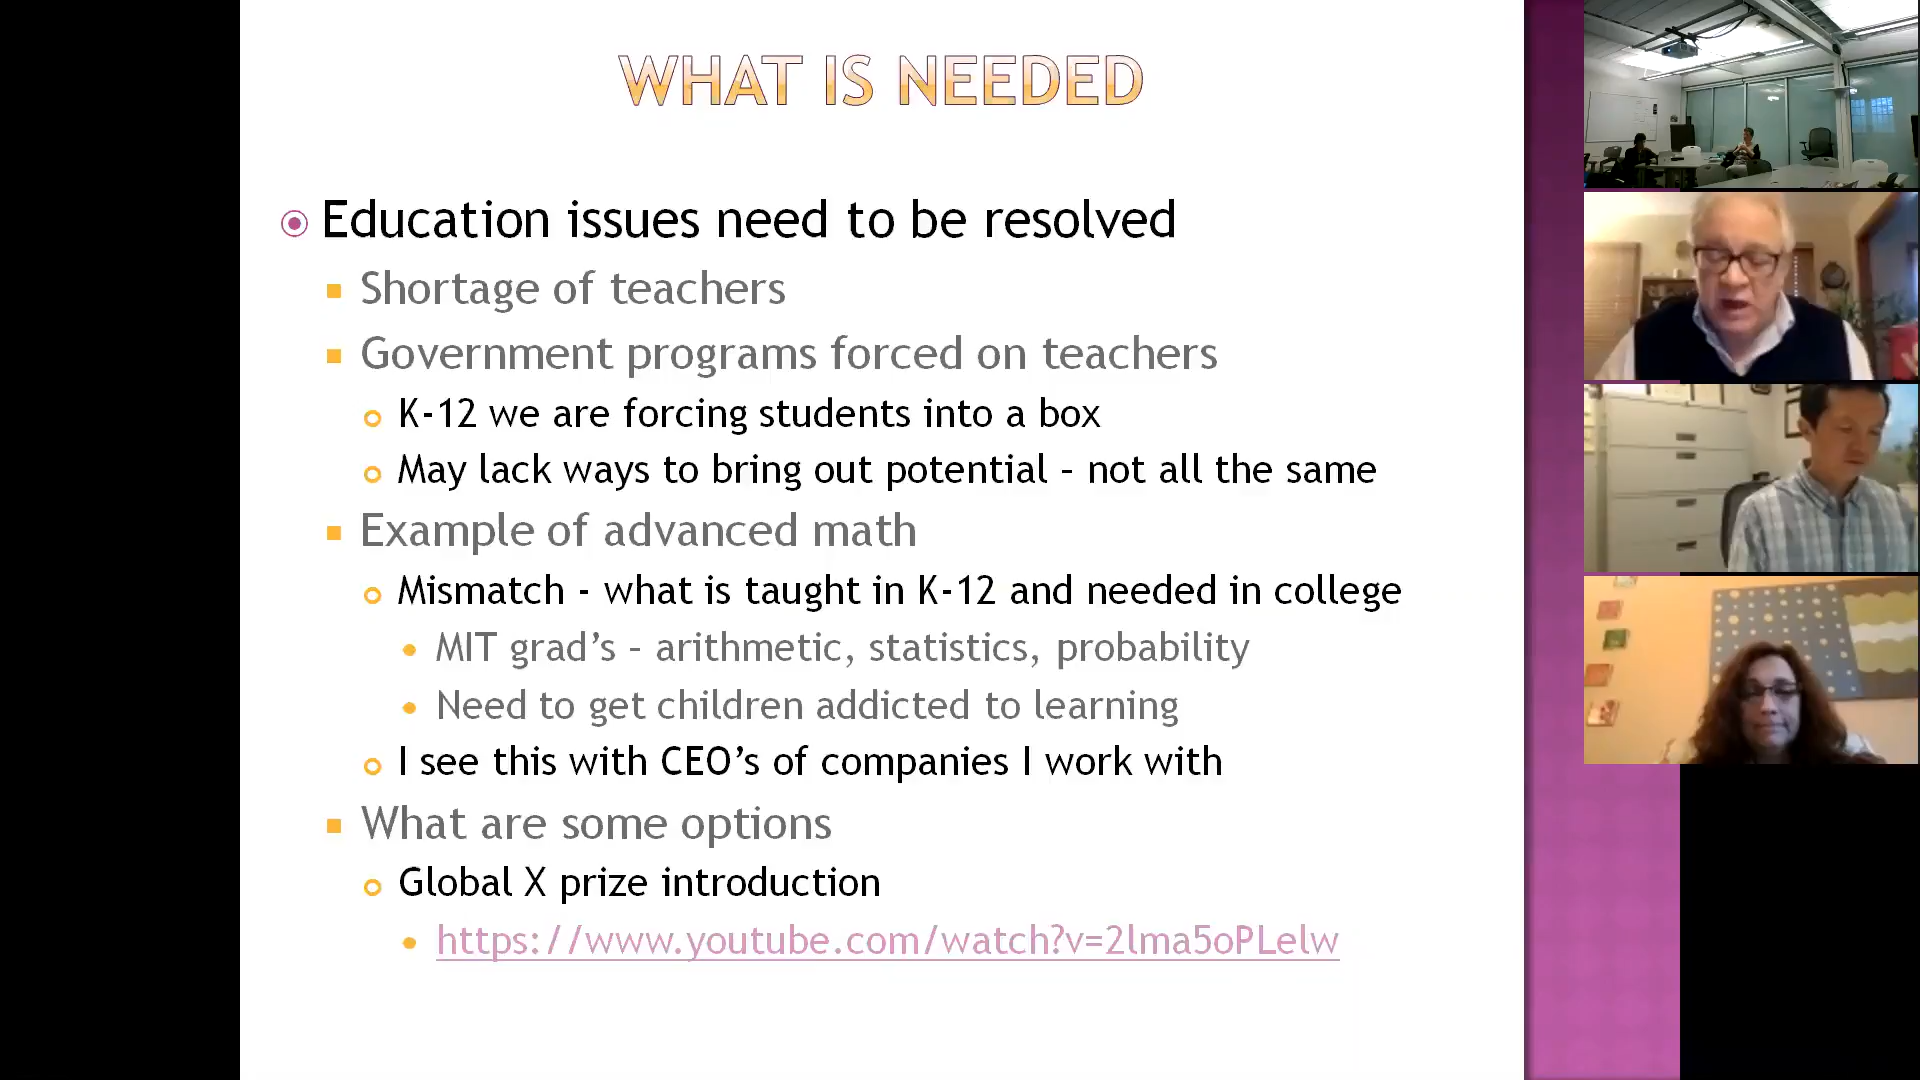 WHAT IS NEEDED
Education issues need to be resolved
Shortage of teachers
Government programs forced on teachers
K-12 we are forcing students into a box
May lack ways to bring out potential – not all the same
Example of advanced math
Mismatch - what is taught in K-12 and needed in college
MIT grad’s – arithmetic, statistics, probability
Need to get children addicted to learning
I see this with CEO’s of companies I work with
What are some options
Global X prize introduction
https://www.youtube.com/watch?v=2lma5oPLelw